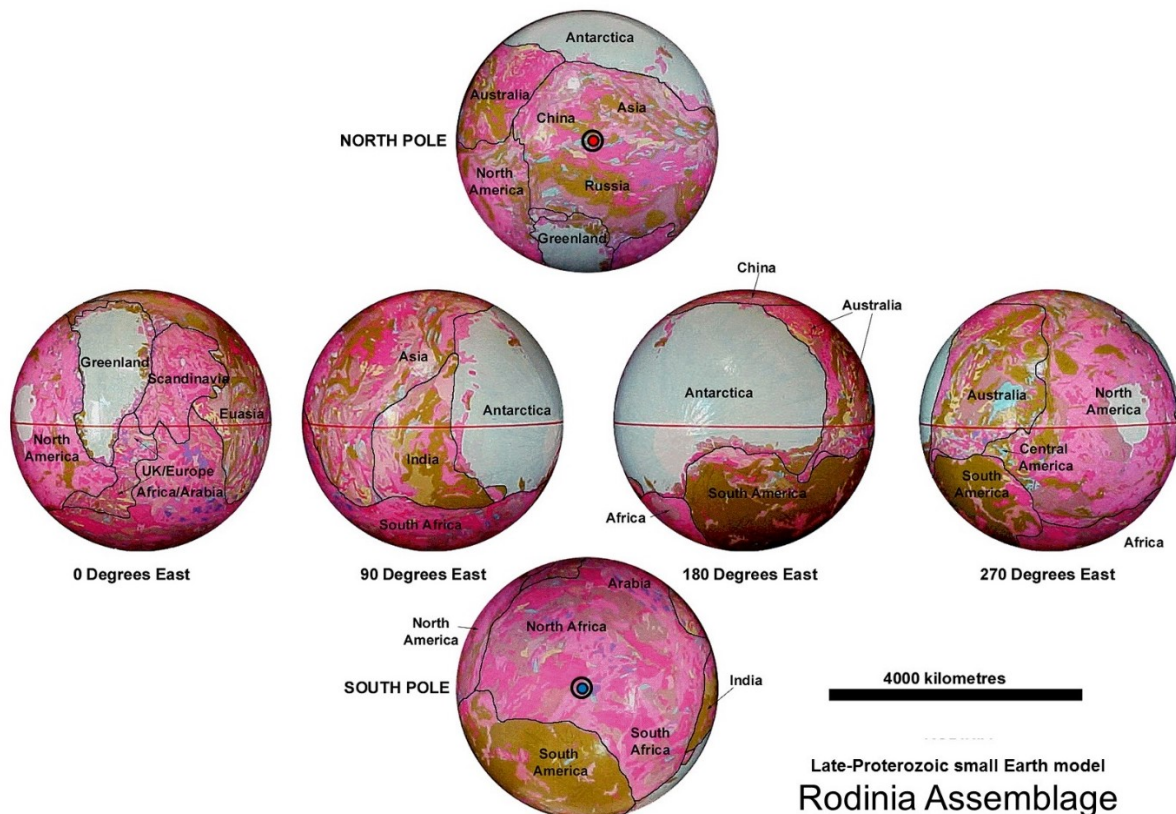 Antarctica
Australia
Asia
China
NORTH POLE
North
America
Russia
Greenland
China
Australia
Greenland
Scandinavia
Euasia
North
America
UK/Europe
Africa/Arabia
Asia
Antarctica
India
South Africa
Antarctica
South America
Africa
Australia
North
America
Central
America
South
America
Africa
0 Degrees East
90 Degrees East
180 Degrees East
270 Degrees East
Arabia
North
America
North Africa
SOUTH POLE
India
South
Africa
South
America
4000 kilometres
Late-Proterozoic small Earth model
Rodinia Assemblage